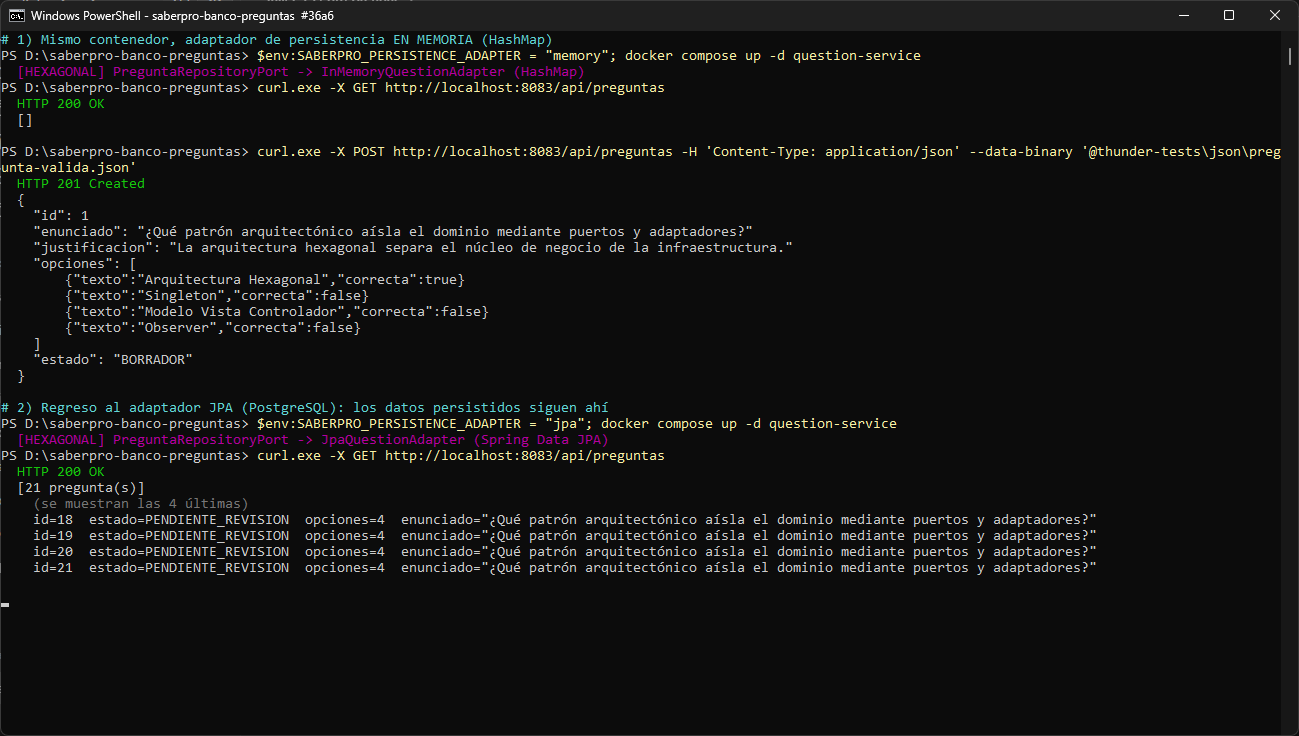 Windows PowerShell - saberpro-banco-preguntas #36a6
# 1) Mismo contenedor, adaptador de persistencia EN MEMORIA (HashMap)
PS D:\saberpro-banco-preguntas> $env:SABERPRO_PERSISTENCE_ADAPTER = "memory"; docker compose up -d question-service
[HEXAGONAL] PreguntaRepositoryPort -> InMemoryQuestionAdapter (HashMap)
PS D:\saberpro-banco-preguntas> curl.exe -X GET http://localhost:8083/api/preguntas
HTTP 200 OK
[]
PS D:\saberpro-banco-preguntas> curl.exe -X POST http://localhost:8083/api/preguntas -H 'Content-Type: application/json' --data-binary '@thunder-tests\json\preg
unta-valida.json'
HTTP 201 Created
{
"id": 1
"enunciado": "¿Qué patrón arquitectónico aísla el dominio mediante puertos y adaptadores?"
"justificacion": "La arquitectura hexagonal separa el núcleo de negocio de la infraestructura."
"opciones": [
{"texto":"Arquitectura Hexagonal","correcta":true}
{"texto":"Singleton","correcta":false}
{"texto":"Modelo Vista Controlador","correcta":false}
{"texto":"Observer","correcta":false}
]
"estado": "BORRADOR"
}
# 2) Regreso al adaptador JPA (PostgreSQL): los datos persistidos siguen ahí
PS D:\saberpro-banco-preguntas> $env:SABERPRO_PERSISTENCE_ADAPTER = "jpa"; docker compose up -d question-service
[HEXAGONAL] PreguntaRepositoryPort -> JpaQuestionAdapter (Spring Data JPA)
PS D:\saberpro-banco-preguntas> curl.exe -X GET http://localhost:8083/api/preguntas
HTTP 200 OK
[21 pregunta(s)]
(se muestran las 4 últimas)
id=18  estado=PENDIENTE_REVISION  opciones=4  enunciado="¿Qué patrón arquitectónico aísla el dominio mediante puertos y adaptadores?"
id=19  estado=PENDIENTE_REVISION  opciones=4  enunciado="¿Qué patrón arquitectónico aísla el dominio mediante puertos y adaptadores?"
id=20  estado=PENDIENTE_REVISION  opciones=4  enunciado="¿Qué patrón arquitectónico aísla el dominio mediante puertos y adaptadores?"
id=21  estado=PENDIENTE_REVISION  opciones=4  enunciado="¿Qué patrón arquitectónico aísla el dominio mediante puertos y adaptadores?"